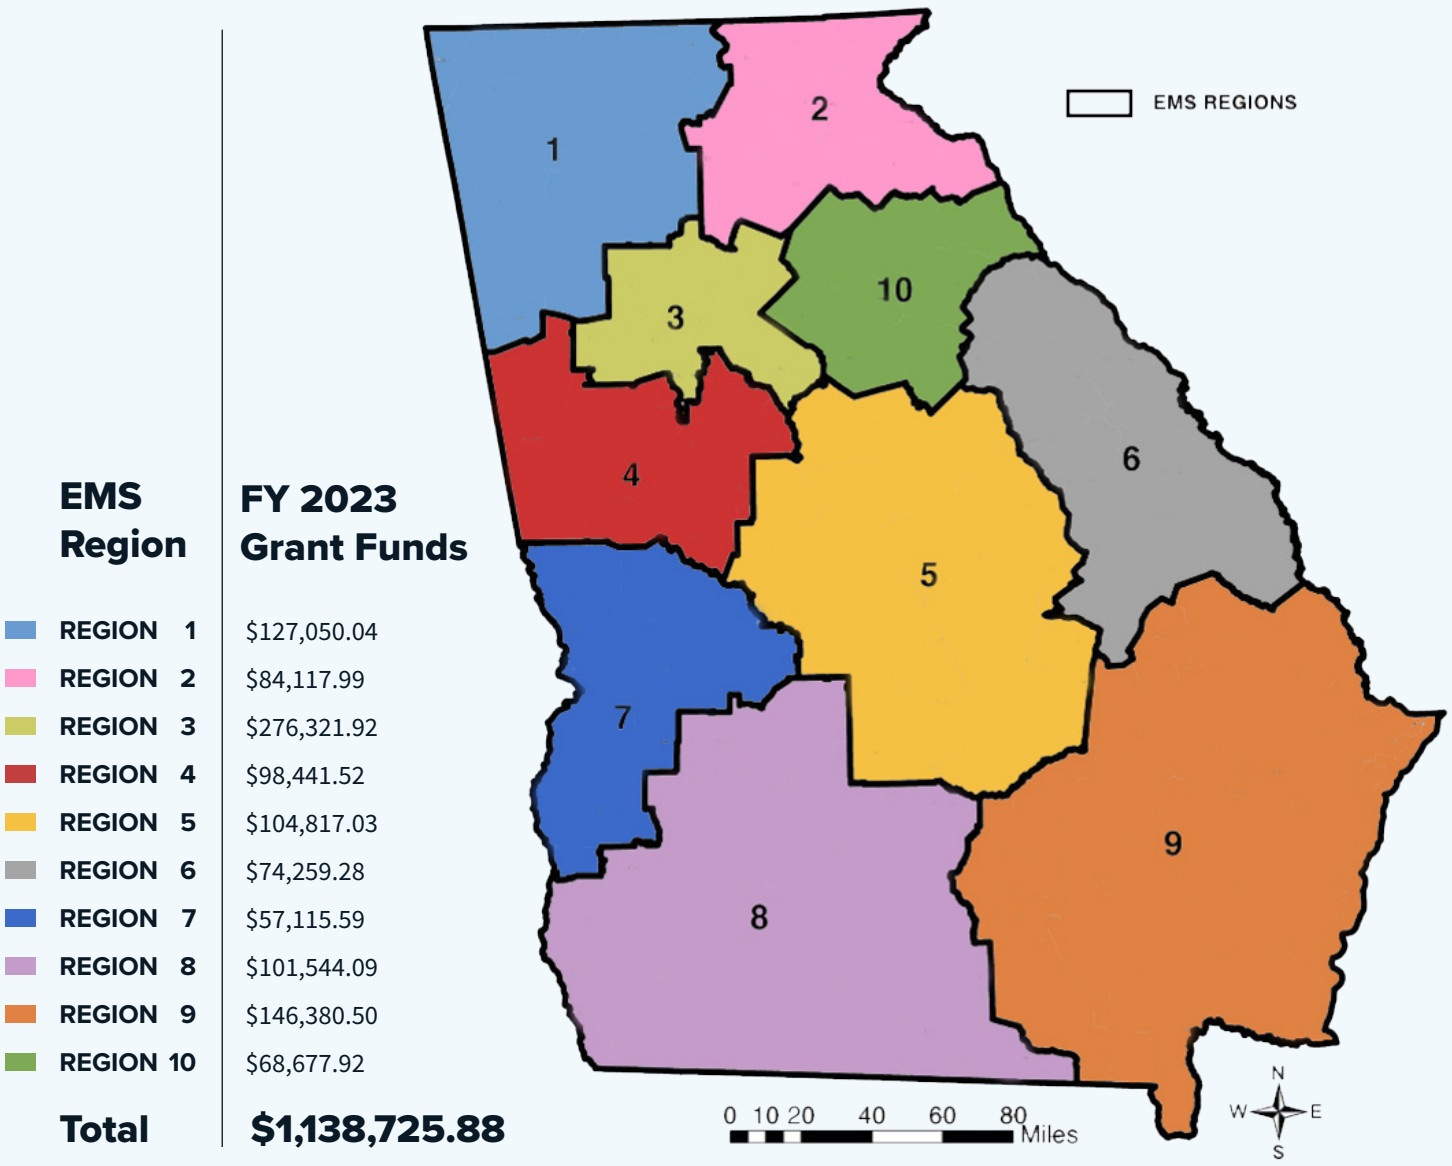 EMS REGIONS
1
2
3
10
4
6
5
7
8
9
EMS
Region
FY 2023
Grant Funds
REGION 1 $127,050.04
REGION 2 $84,117.99
REGION 3 $276,321.92
REGION 4 $98,441.52
REGION 5 $104,817.03
REGION 6 $74,259.28
REGION 7 $57,115.59
REGION 8 $101,544.09
REGION 9 $146,380.50
REGION 10 $68,677.92
Total $1,138,725.88
0 10 20 40 60 80
Miles
N
W E
S